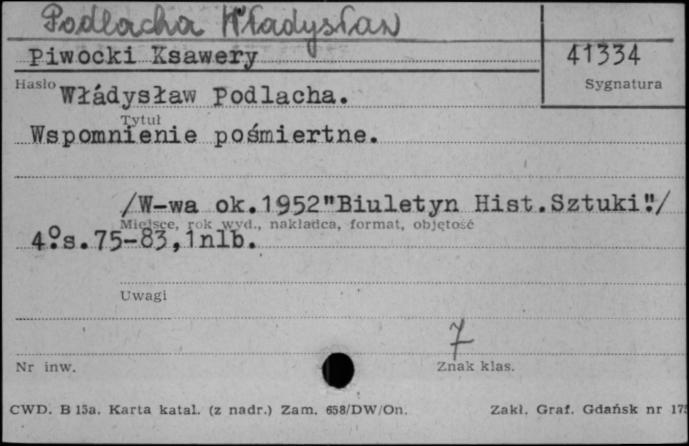 Podlacha Władysław
Piwocki Ksawery
41334
Hasło
Sygnatura
Włádysław Podlacha.
Tytuł
Wspomnienie pośmiertne.
/W-wa ok.1952"Biuletyn Hist.Sztuki"/
Miejsce, rok wyd., nakładca, format, objętość
4°.s.75-83,1nlb.
Uwagi
7
Nr inw.
Znak klas.
CWD. B 15a. Karta katal. (z nadr.) Zam. 658/DW/On.
Zakł. Graf. Gdańsk nr